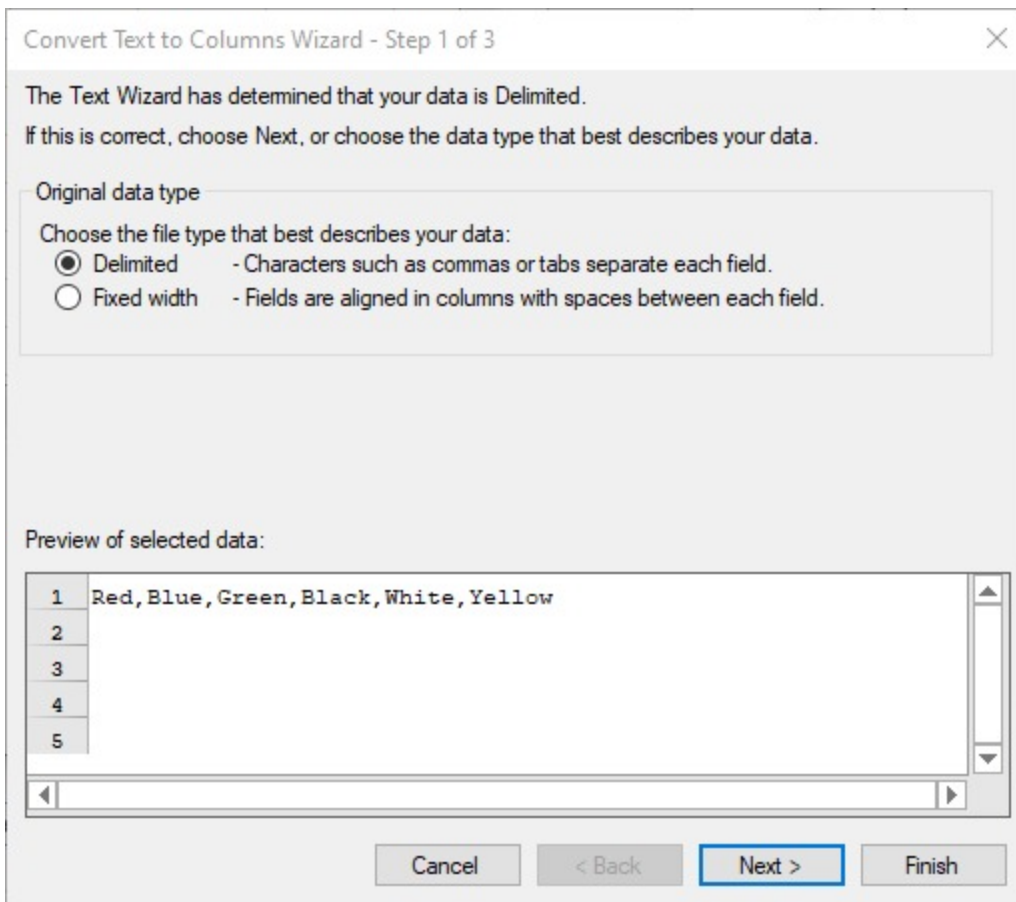 Convert Text to Columns Wizard - Step 1 of 3
The Text Wizard has determined that your data is Delimited.
If this is correct, choose Next, or choose the data type that best describes your data.
Original data type
Choose the file type that best describes your data:
Delimited - Characters such as commas or tabs separate each field.
Fixed width - Fields are aligned in columns with spaces between each field.
Preview of selected data:
1 Red,Blue,Green,Black,White,Yellow
2
3
4
5
Cancel < Back Next > Finish